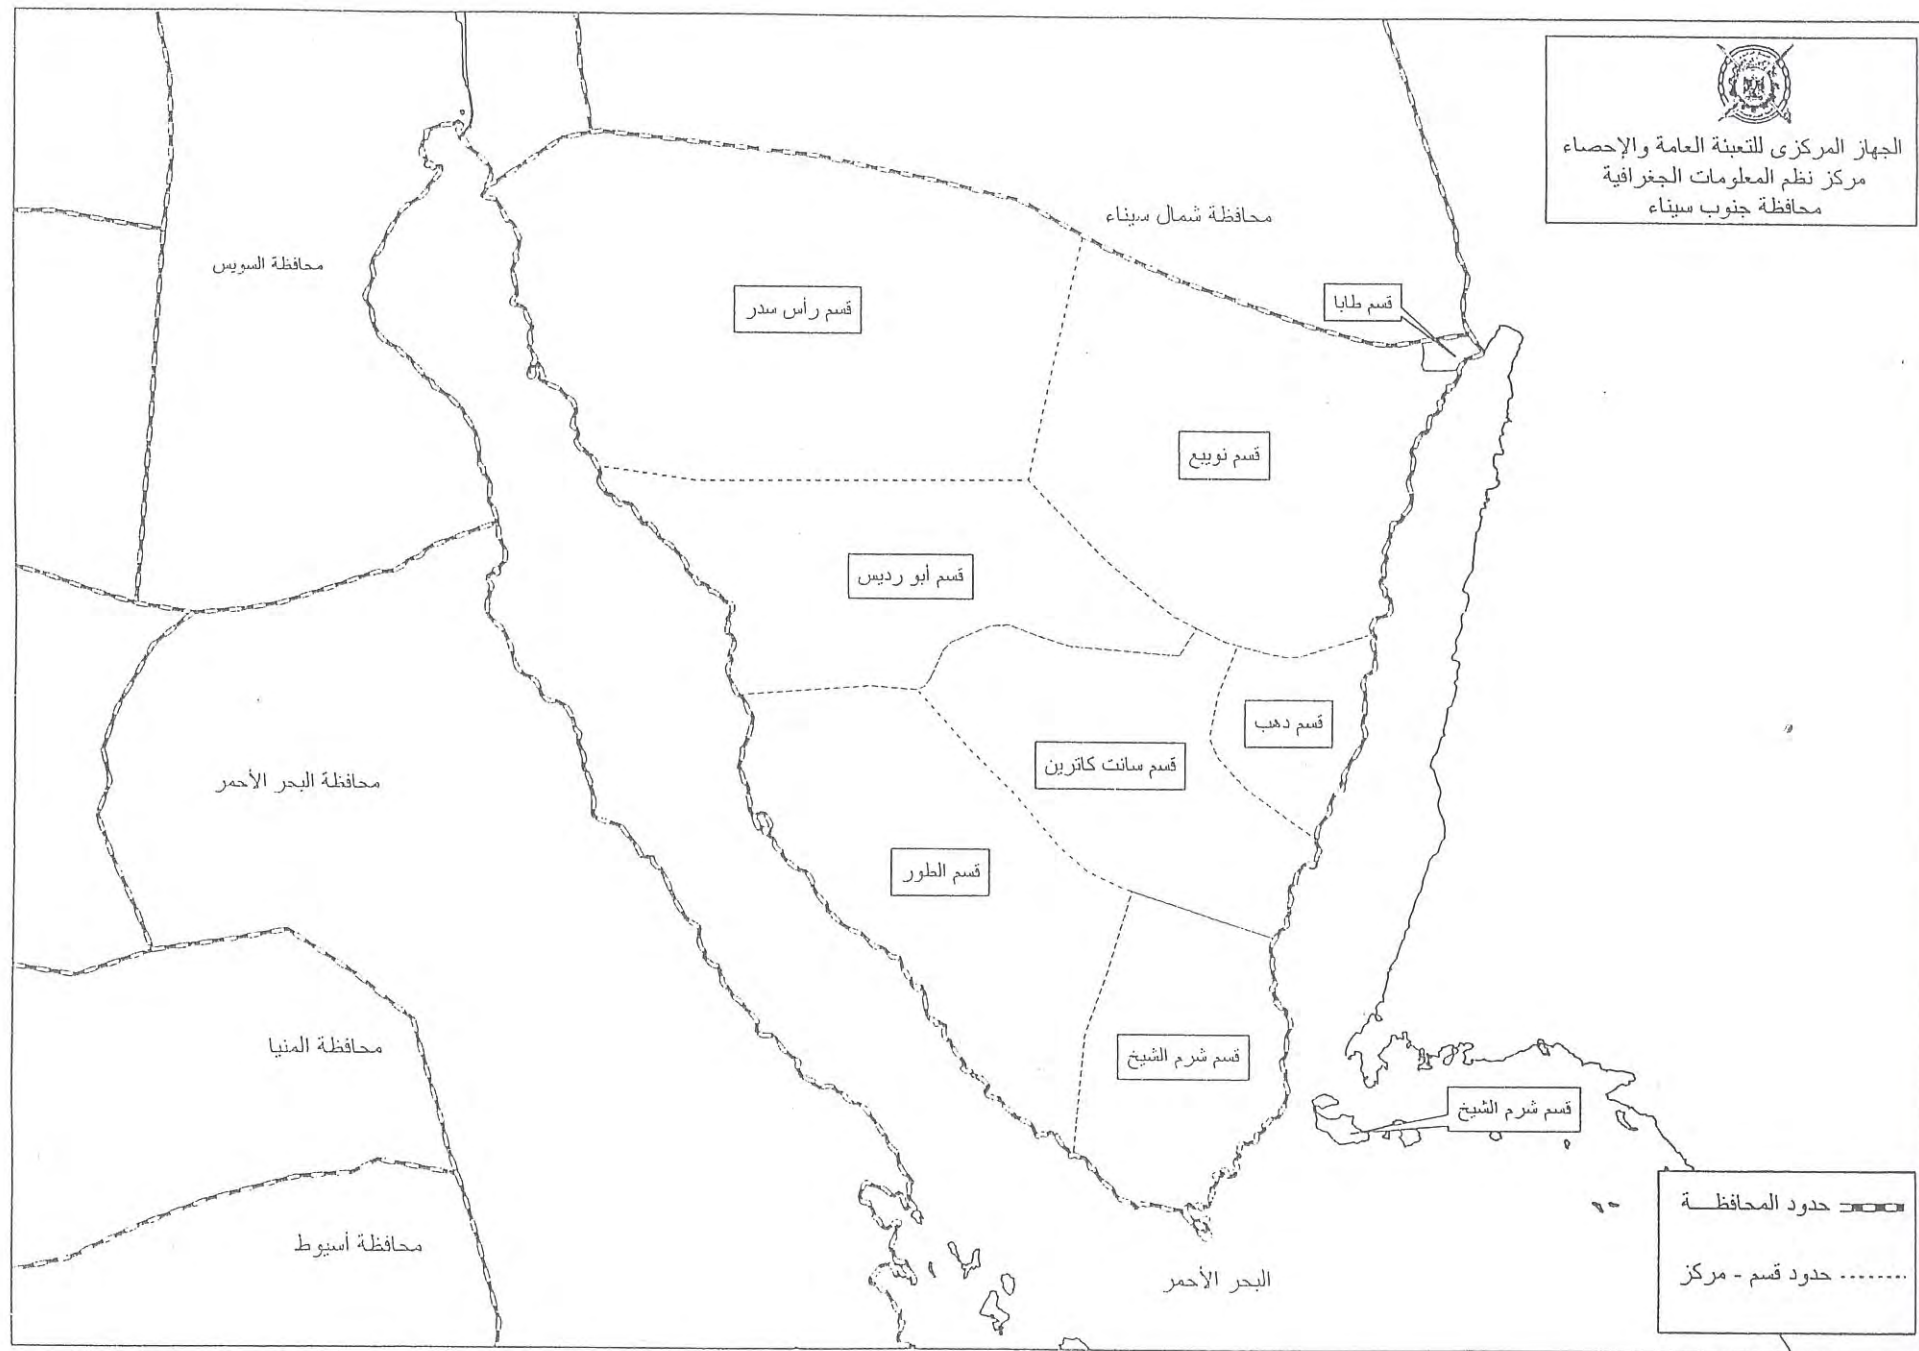 الجهاز المركزى للتعبئة العامة والإحصاء
مركز نظم المعلومات الجغرافية
محافظة جنوب سيناء
محافظة شمال سيناء
محافظة السويس
قسم طابا
قسم رأس سدر
قسم نويبع
قسم أبو رديس
قسم دهب
قسم سانت كاترين
محافظة البحر الأحمر
قسم الطور
محافظة المنيا
قسم شرم الشيخ
قسم شرم الشيخ
محافظة أسيوط
البحر الأحمر
حدود المحافظـــة
حدود قسم - مركز